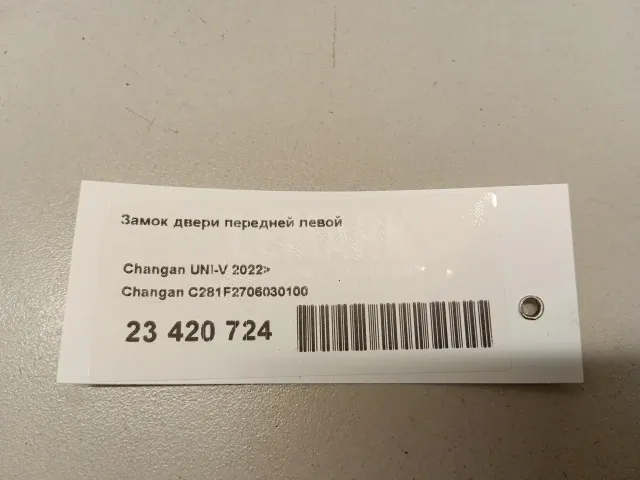 Замок двери передней левой
Changan UNI-V 2022>
Changan C281F2706030100
23 420 724